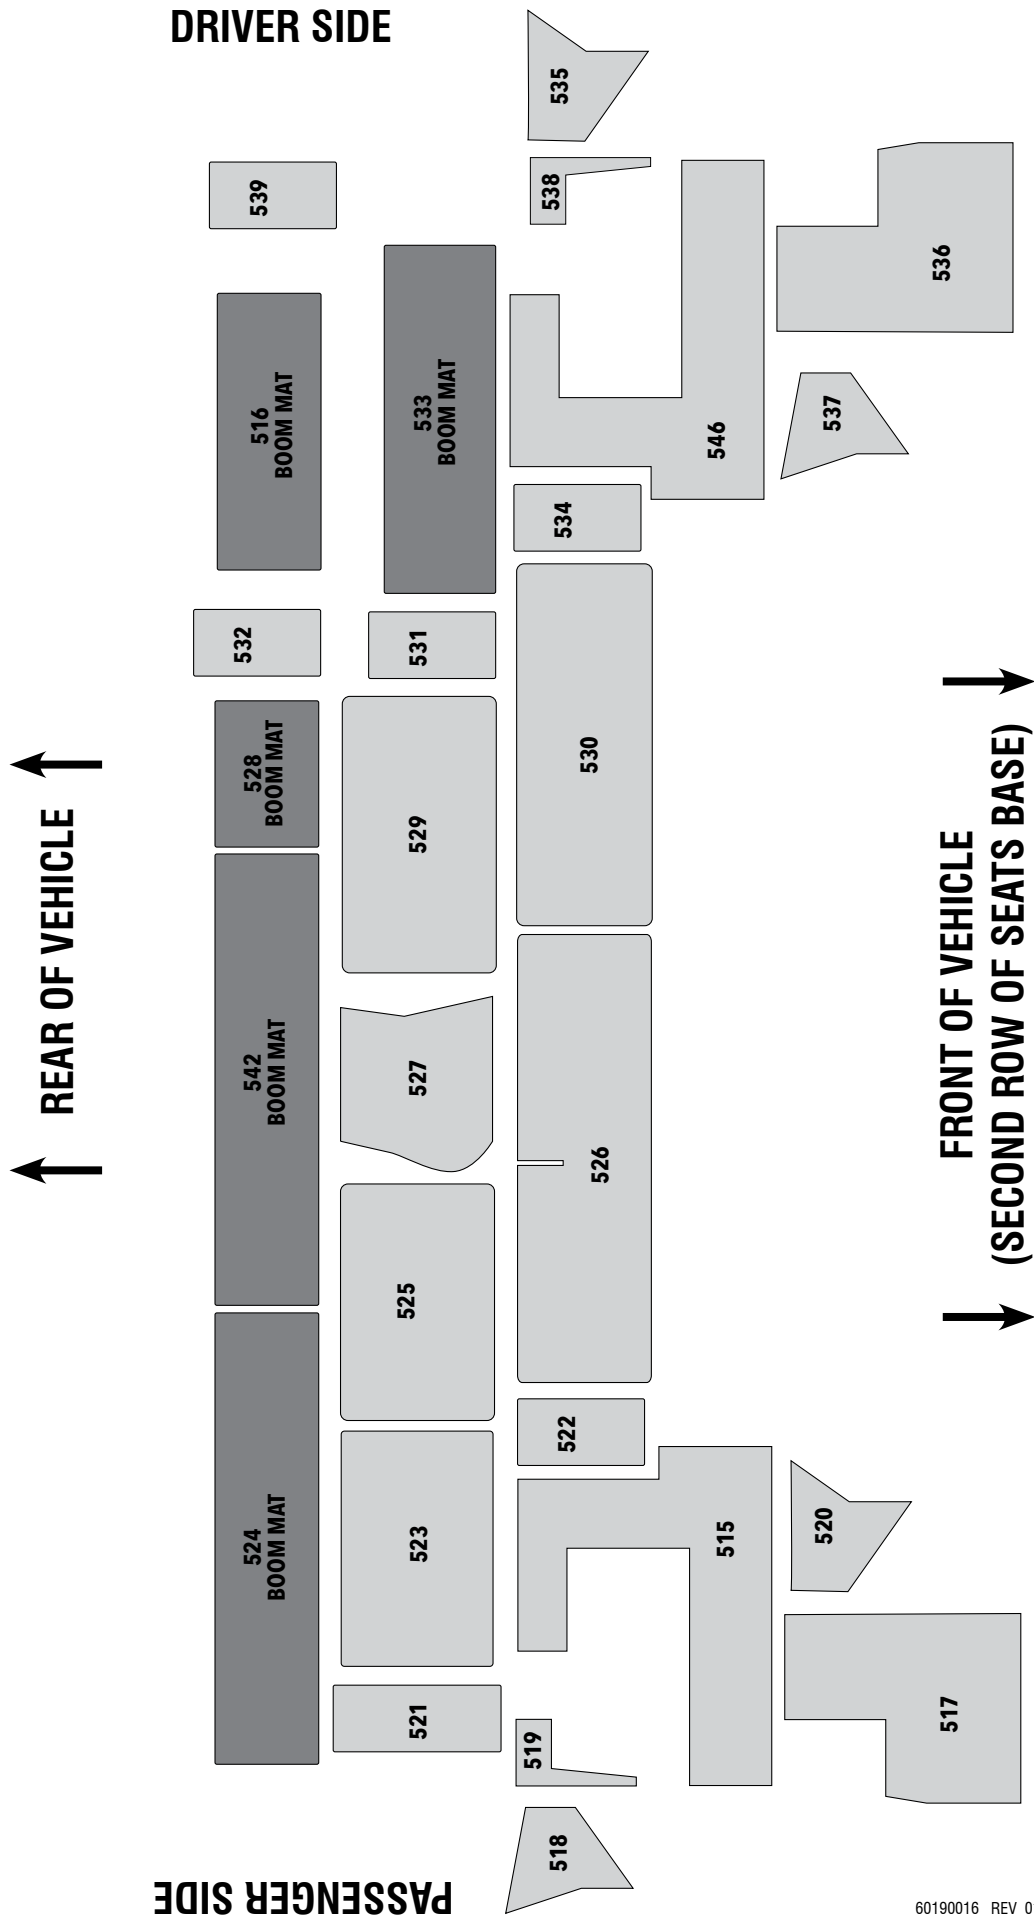 DRIVER SIDE
535
539
538
536
516
BOOM MAT
533
BOOM MAT
537
546
534
532
531
528
BOOM MAT
530
529
REAR OF VEHICLE
FRONT OF VEHICLE
(SECOND ROW OF SEATS BASE)
542
BOOM MAT
527
526
525
522
524
BOOM MAT
523
515
520
521
519
517
518
PASSENGER SIDE
60190016 REV 0